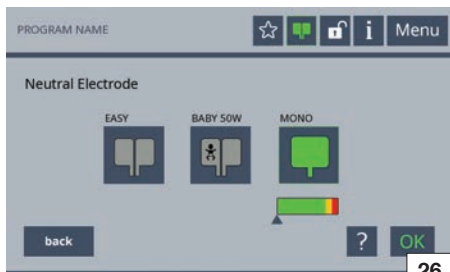 PROGRAM NAME
i Menu
Neutral Electrode
EASY BABY 50W MONO
back ? OK
26